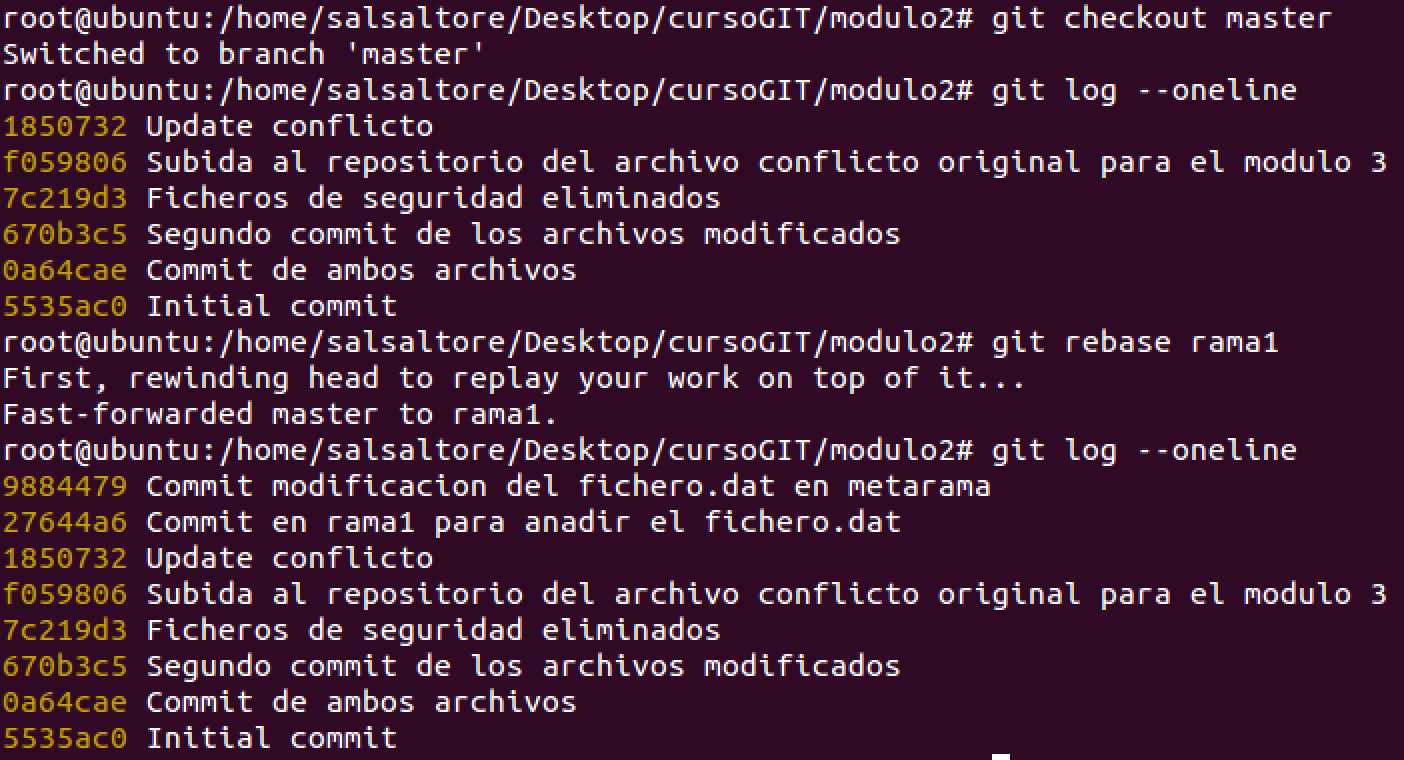 root@ubuntu:/home/salsaltore/Desktop/cursoGIT/modulo2# git checkout master
Switched to branch 'master'
root@ubuntu:/home/salsaltore/Desktop/cursoGIT/modulo2# git log --oneline
1850732 Update conflicto
f059806 Subida al repositorio del archivo conflicto original para el modulo 3
7c219d3 Ficheros de seguridad eliminados
670b3c5 Segundo commit de los archivos modificados
0a64cae Commit de ambos archivos
5535ac0 Initial commit
root@ubuntu:/home/salsaltore/Desktop/cursoGIT/modulo2# git rebase rama1
First, rewinding head to replay your work on top of it...
Fast-forwarded master to rama1.
root@ubuntu:/home/salsaltore/Desktop/cursoGIT/modulo2# git log --oneline
9884479 Commit modificacion del fichero.dat en metarama
27644a6 Commit en rama1 para anadir el fichero.dat
1850732 Update conflicto
f059806 Subida al repositorio del archivo conflicto original para el modulo 3
7c219d3 Ficheros de seguridad eliminados
670b3c5 Segundo commit de los archivos modificados
0a64cae Commit de ambos archivos
5535ac0 Initial commit